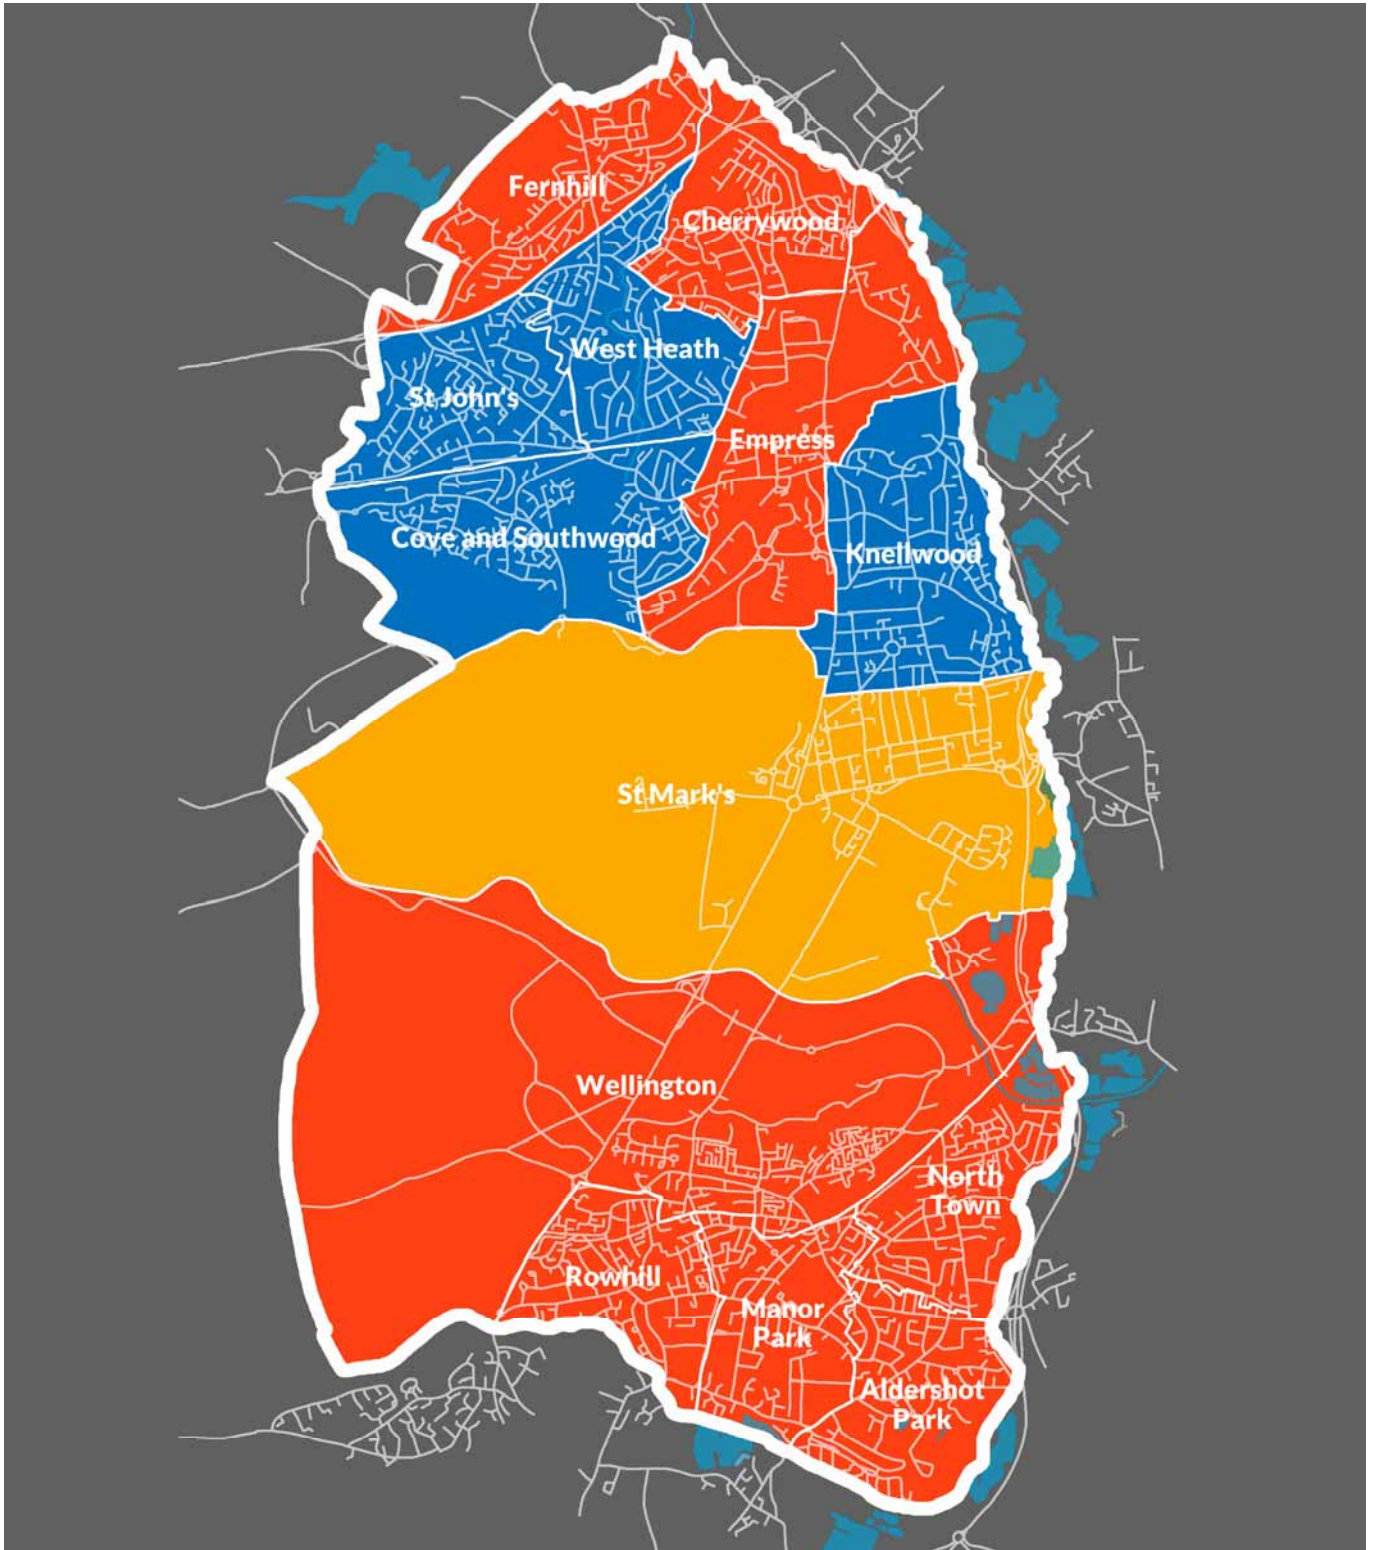 Fernhill
Cherrywood
West Heath
St John's
Empress
Cove and Southwood
Knellwood
St Mark's
Wellington
North
Town
Rowhill
Manor
Park
Aldershot
Park